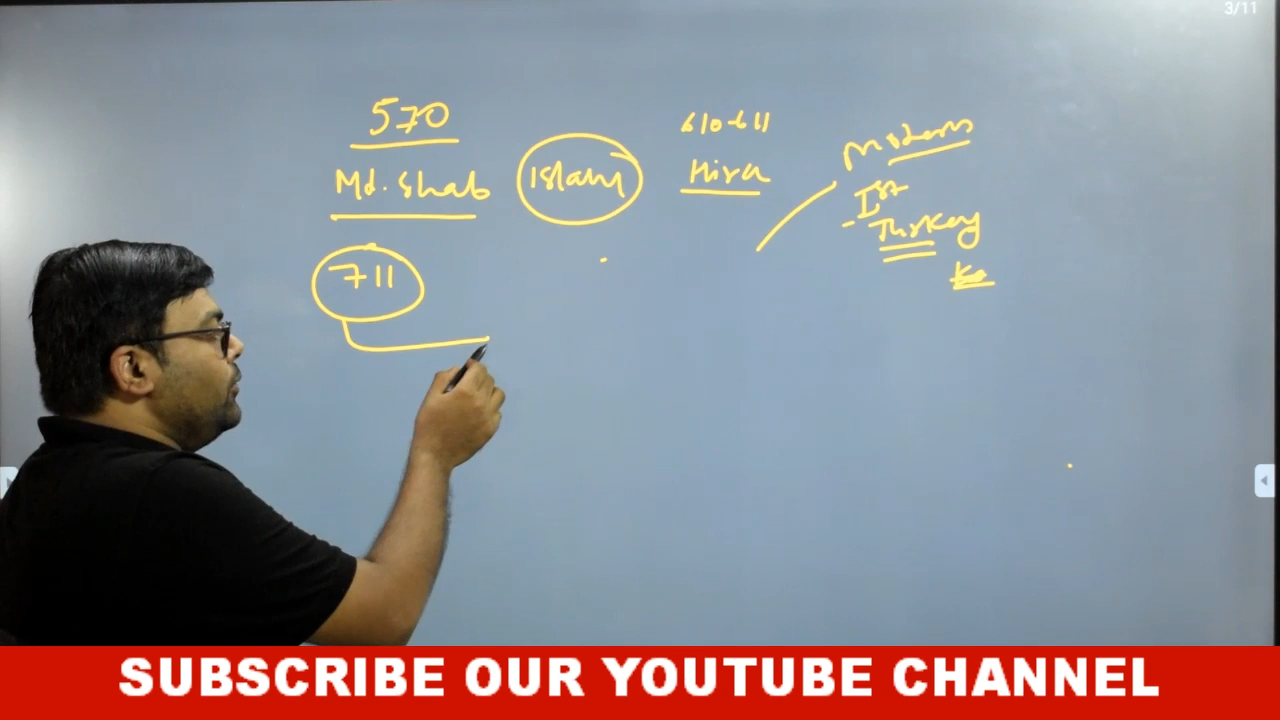 3/11
570
Md. Shab
Islam
610-611
Hira
Modern
Ist
- Turkey
711
SUBSCRIBE OUR YOUTUBE CHANNEL